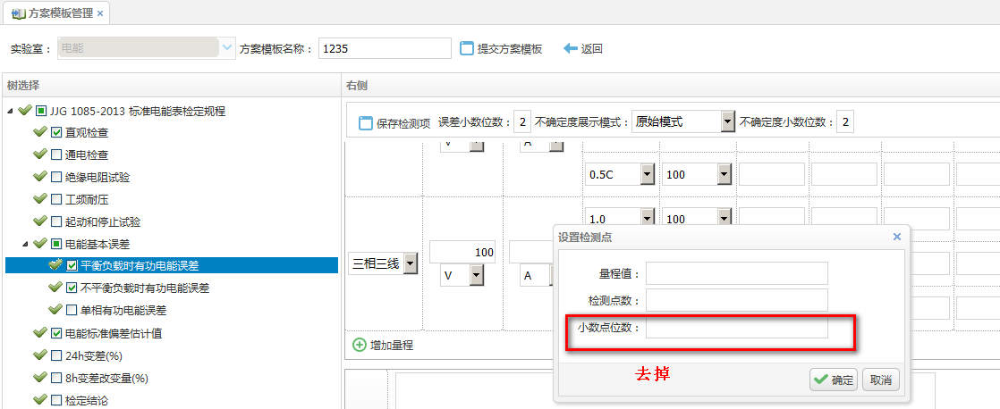 方案模板管理 ×
实验室： 电能 方案模板名称： 1235 提交方案模板 返回
树选择
JJG 1085-2013 标准电能表检定规程
直观检查
通电检查
绝缘电阻试验
工频耐压
起动和停止试验
电能基本误差
平衡负载时有功电能误差
不平衡负载时有功电能误差
单相有功电能误差
电能标准偏差估计值
24h变差(%)
8h变差改变量(%)
检定结论
右侧
保存检测项 误差小数位数： 2 不确定度展示模式： 原始模式 不确定度小数位数： 2
V A
0.5C 100
1.0 100
三相三线 100
V A
增加量程
设置检测点 ×
量程值：
检测点数：
小数点位数：
去掉
确定 取消